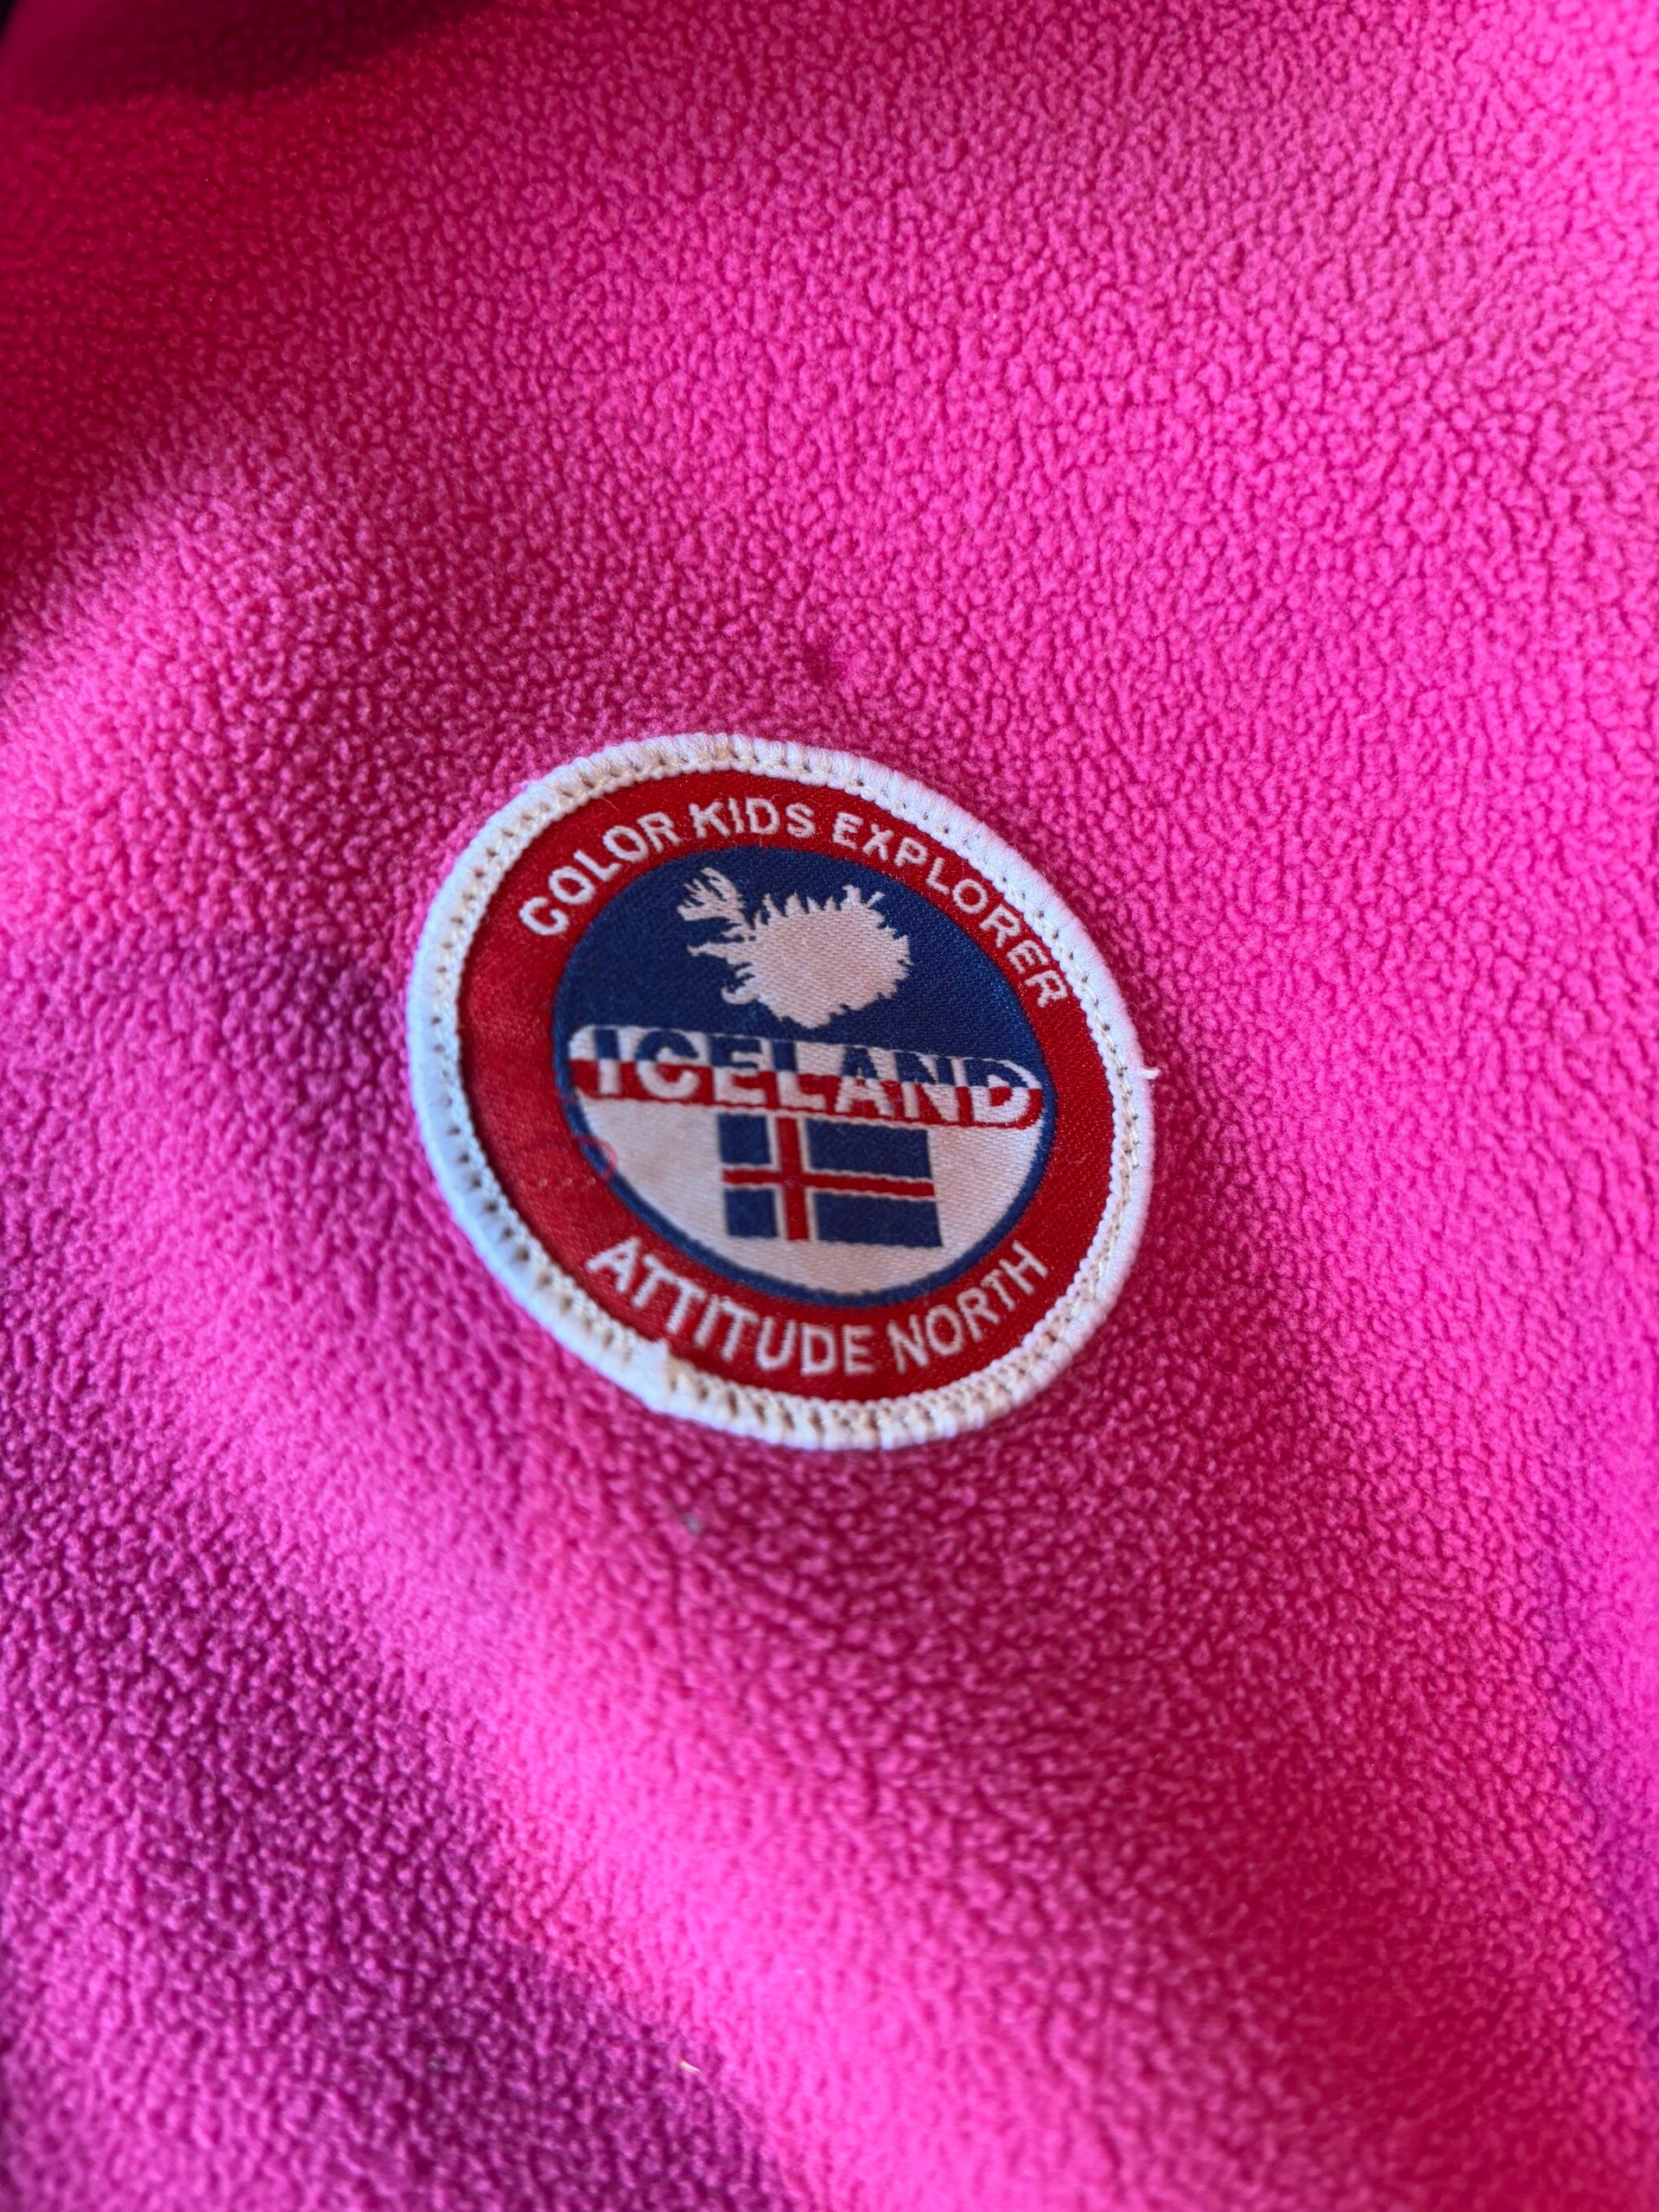 COLOR KIDS EXPLORER
ICELAND
ATTITUDE NORTH